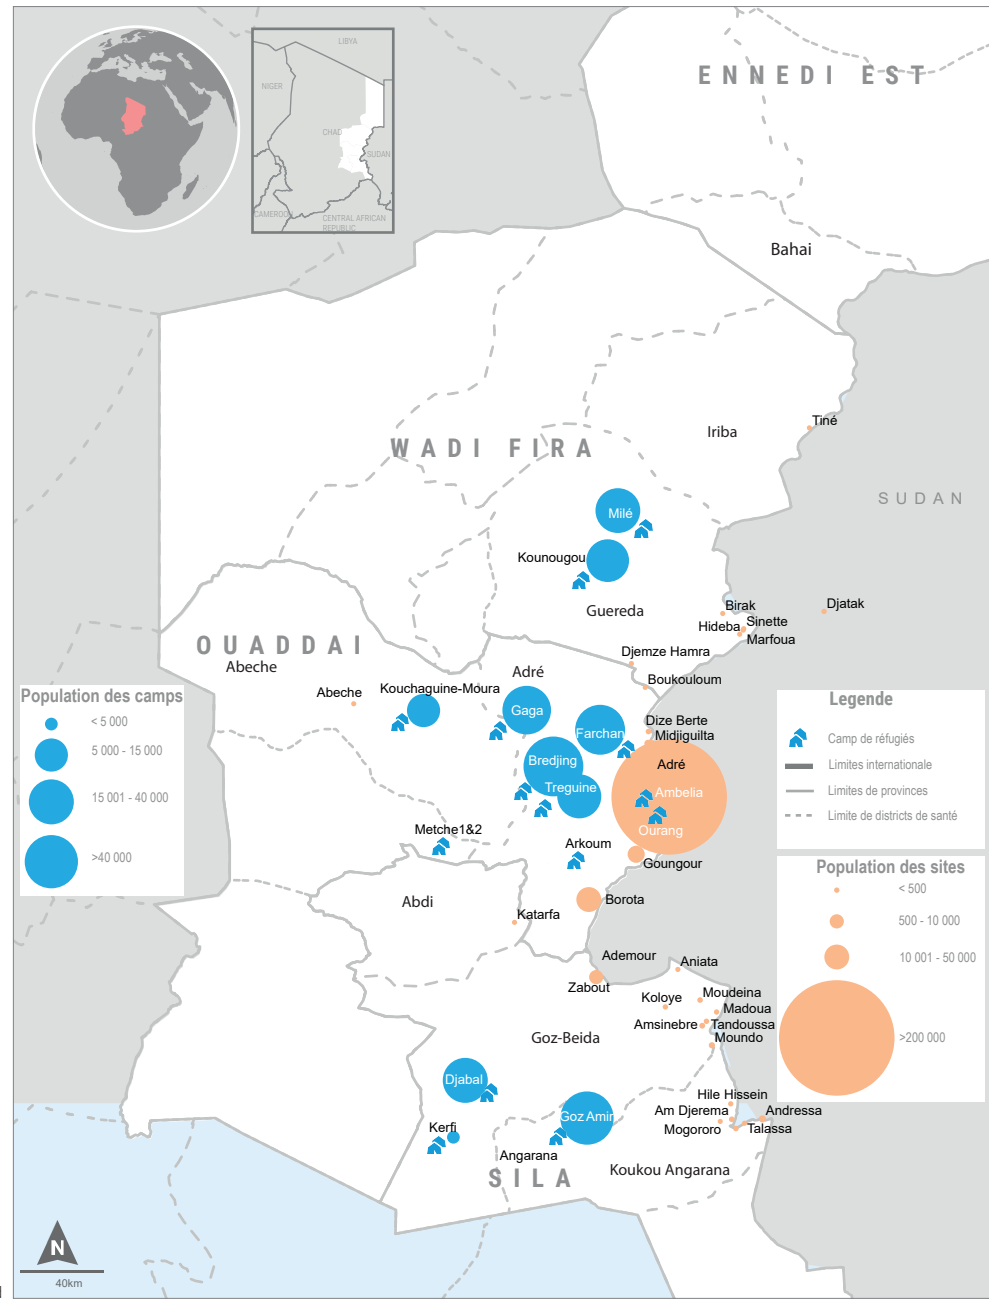 ENNEDI EST
LIBYA
NIGER
CHAD
SUDAN
CAMEROON
CENTRAL AFRICAN
REPUBLIC
Bahai
Tiné
Iriba
WADI FIRA
SUDAN
Milé
Kounougou
Guereda
Birak
Djatak
Hideba
Sinette
Marfoua
OUADDAI
Abeche
Djemze Hamra
Adré
Boukouloum
Abeche
Kouchaguine-Moura
Gaga
Farchan
Dize Berte
Midjiguilta
Bredjing
Adré
Treguine
Ambelia
Ourang
Metche1&2
Arkoum
Goungour
Abdi
Borota
Katarfa
Ademour
Aniata
Zabout
Koloye
Moudeina
Madoua
Amsinebre
Tandoussa
Moundo
Goz-Beida
Djabal
Hile Hissein
Goz Amir
Am Djerema
Andressa
Kerfi
Mogororo
Talassa
Angarana
Koukou Angarana
SILA
Population des camps
< 5 000
5 000 - 15 000
15 001 - 40 000
>40 000
Legende
Camp de réfugiés
Limites internationale
Limites de provinces
Limite de districts de santé
Population des sites
< 500
500 - 10 000
10 001 - 50 000
>200 000
N
40km